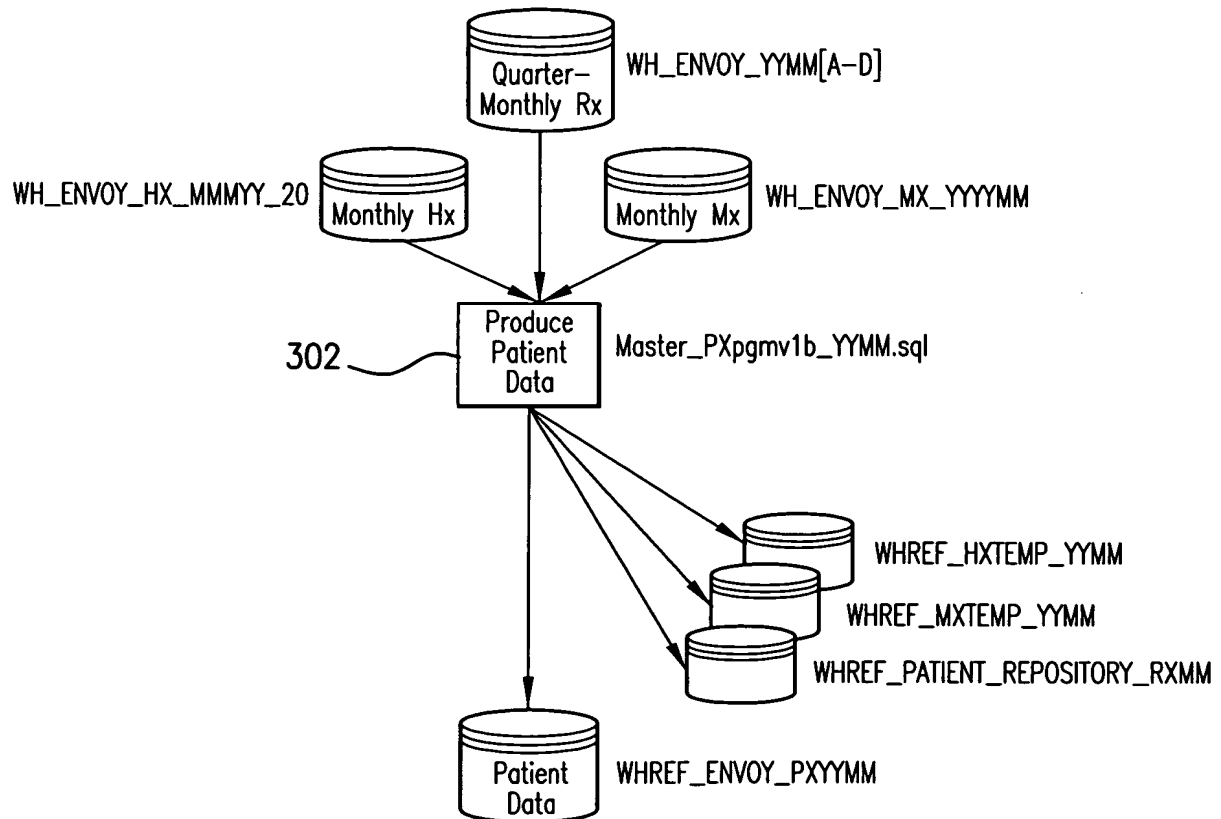 Quarter-
Monthly Rx
WH_ENVOY_YYMM[A-D]
WH_ENVOY_HX_MMMYY_20
Monthly Hx
Monthly Mx
WH_ENVOY_MX_YYYYMM
302
Produce
Patient
Data
Master_PXpgmv1b_YYMM.sql
WHREF_HXTEMP_YYMM
WHREF_MXTEMP_YYMM
WHREF_PATIENT_REPOSITORY_RXMM
Patient
Data
WHREF_ENVOY_PXYYMM